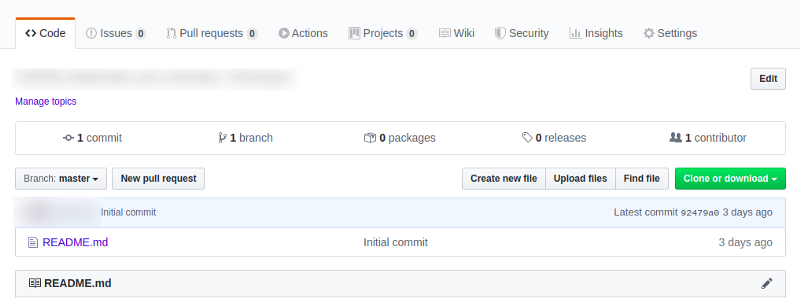 Code Issues 0 Pull requests 0 Actions Projects 0 Wiki Security Insights Settings
Edit
Manage topics
1 commit 1 branch 0 packages 0 releases 1 contributor
Branch: master New pull request Create new file Upload files Find file Clone or download
Initial commit Latest commit 92479a0 3 days ago
README.md Initial commit 3 days ago
README.md